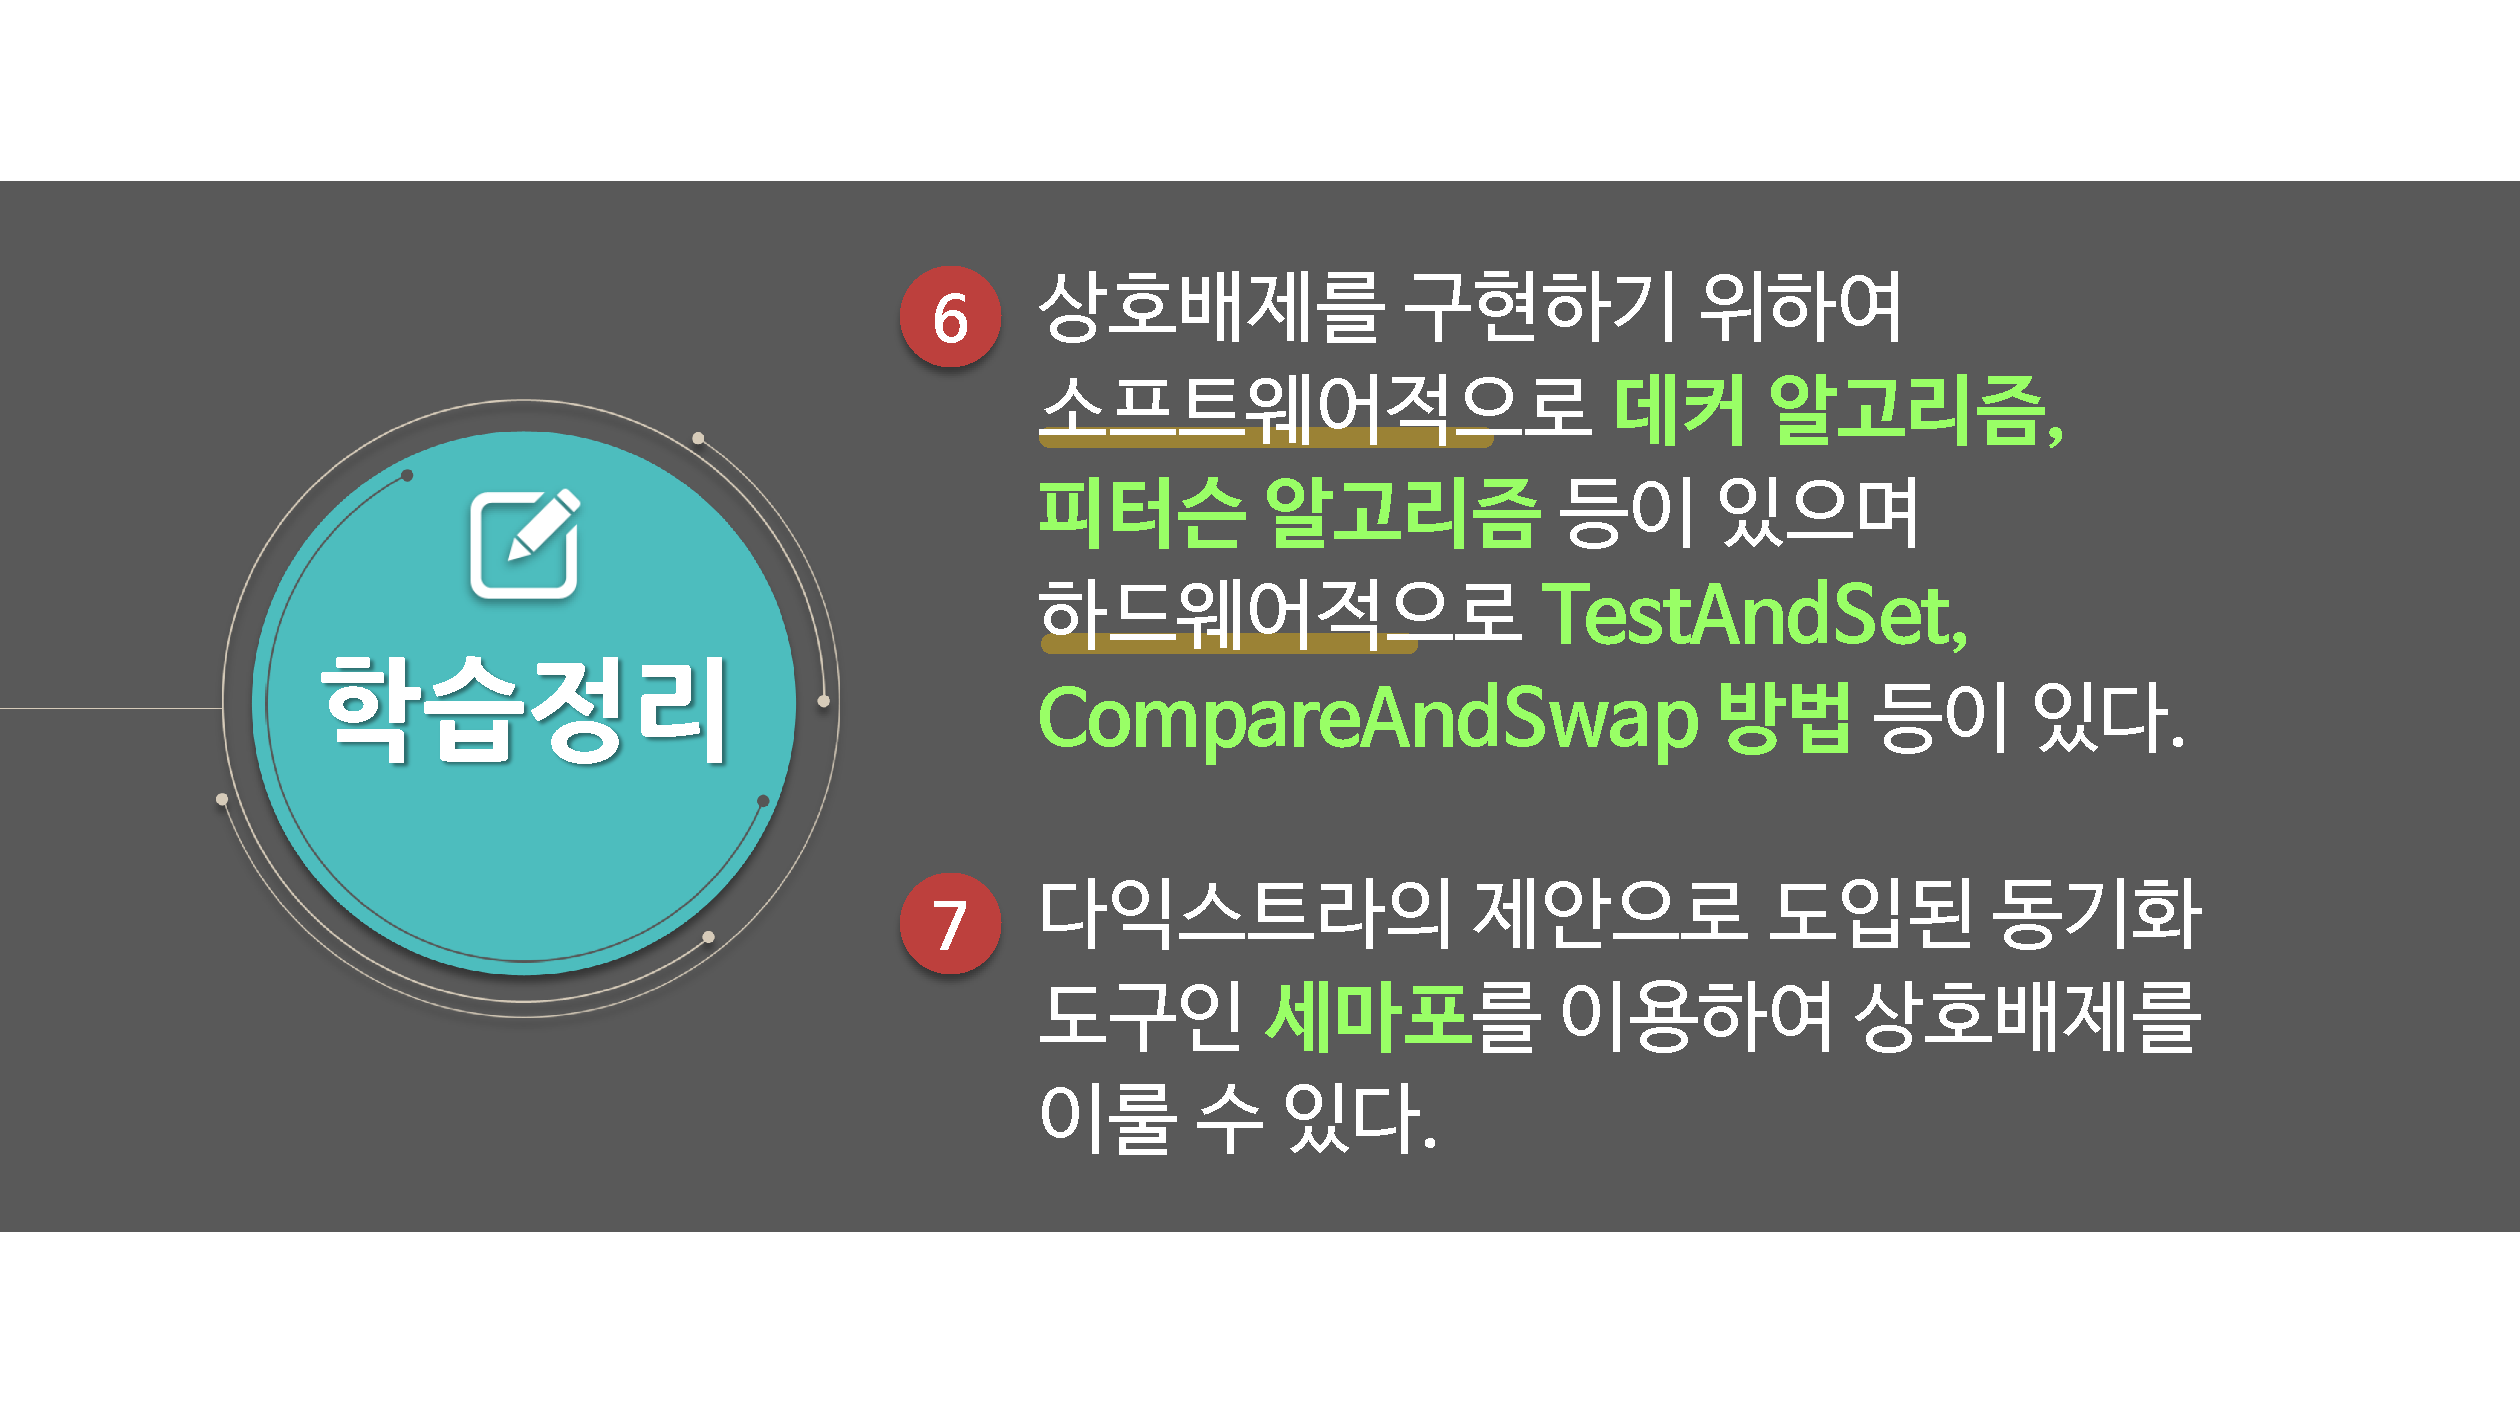 학습정리
6
상호배제를 구현하기 위하여
소프트웨어적으로 데커 알고리즘,
피터슨 알고리즘 등이 있으며
하드웨어적으로 TestAndSet,
CompareAndSwap 방법 등이 있다.
7
다익스트라의 제안으로 도입된 동기화
도구인 세마포를 이용하여 상호배제를
이룰 수 있다.